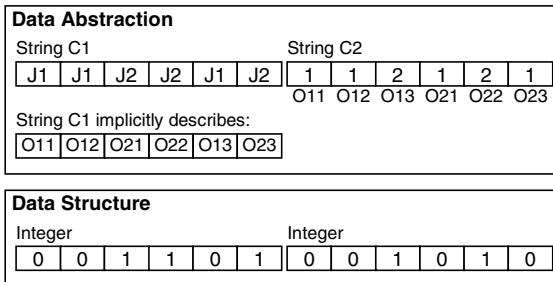 Data Abstraction
String C1 String C2
J1 J1 J2 J2 J1 J2 1 1 2 1 2 1
O11 O12 O13 O21 O22 O23
String C1 implicitly describes:
O11 O12 O21 O22 O13 O23
Data Structure
Integer Integer
0 0 1 1 0 1 0 0 1 0 1 0